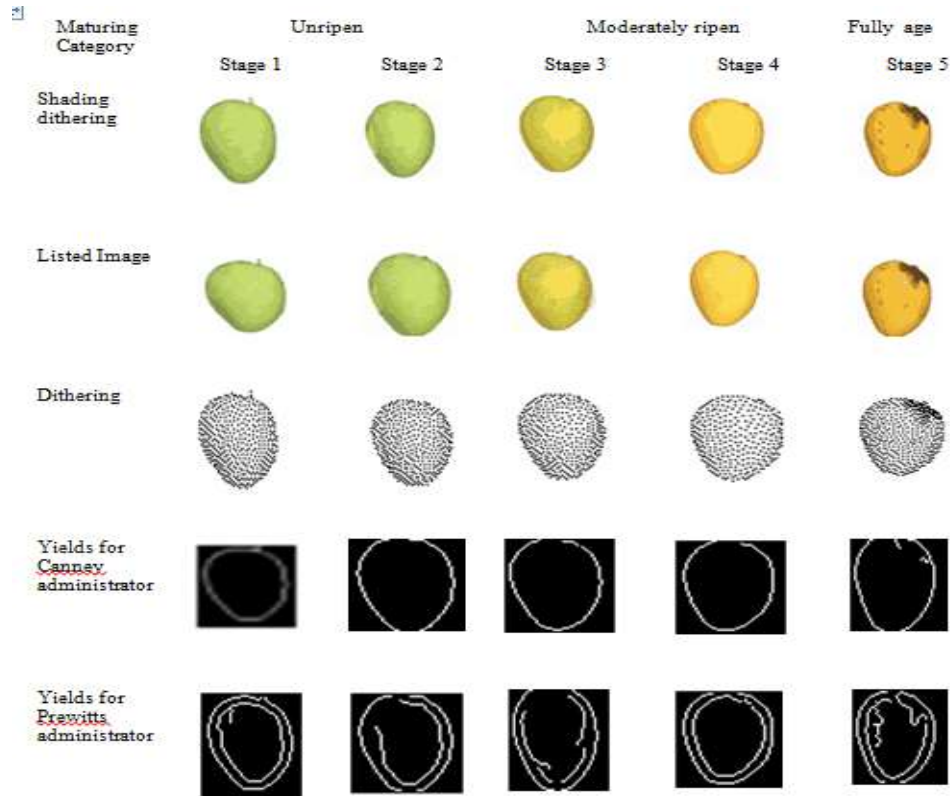 Maturing Category
Unripen
Moderately ripen
Fully age
Stage 1
Stage 2
Stage 3
Stage 4
Stage 5
Shading
dithering
Listed Image
Dithering
Yields for
Canney
administrator
Yields for
Prewitts
administrator